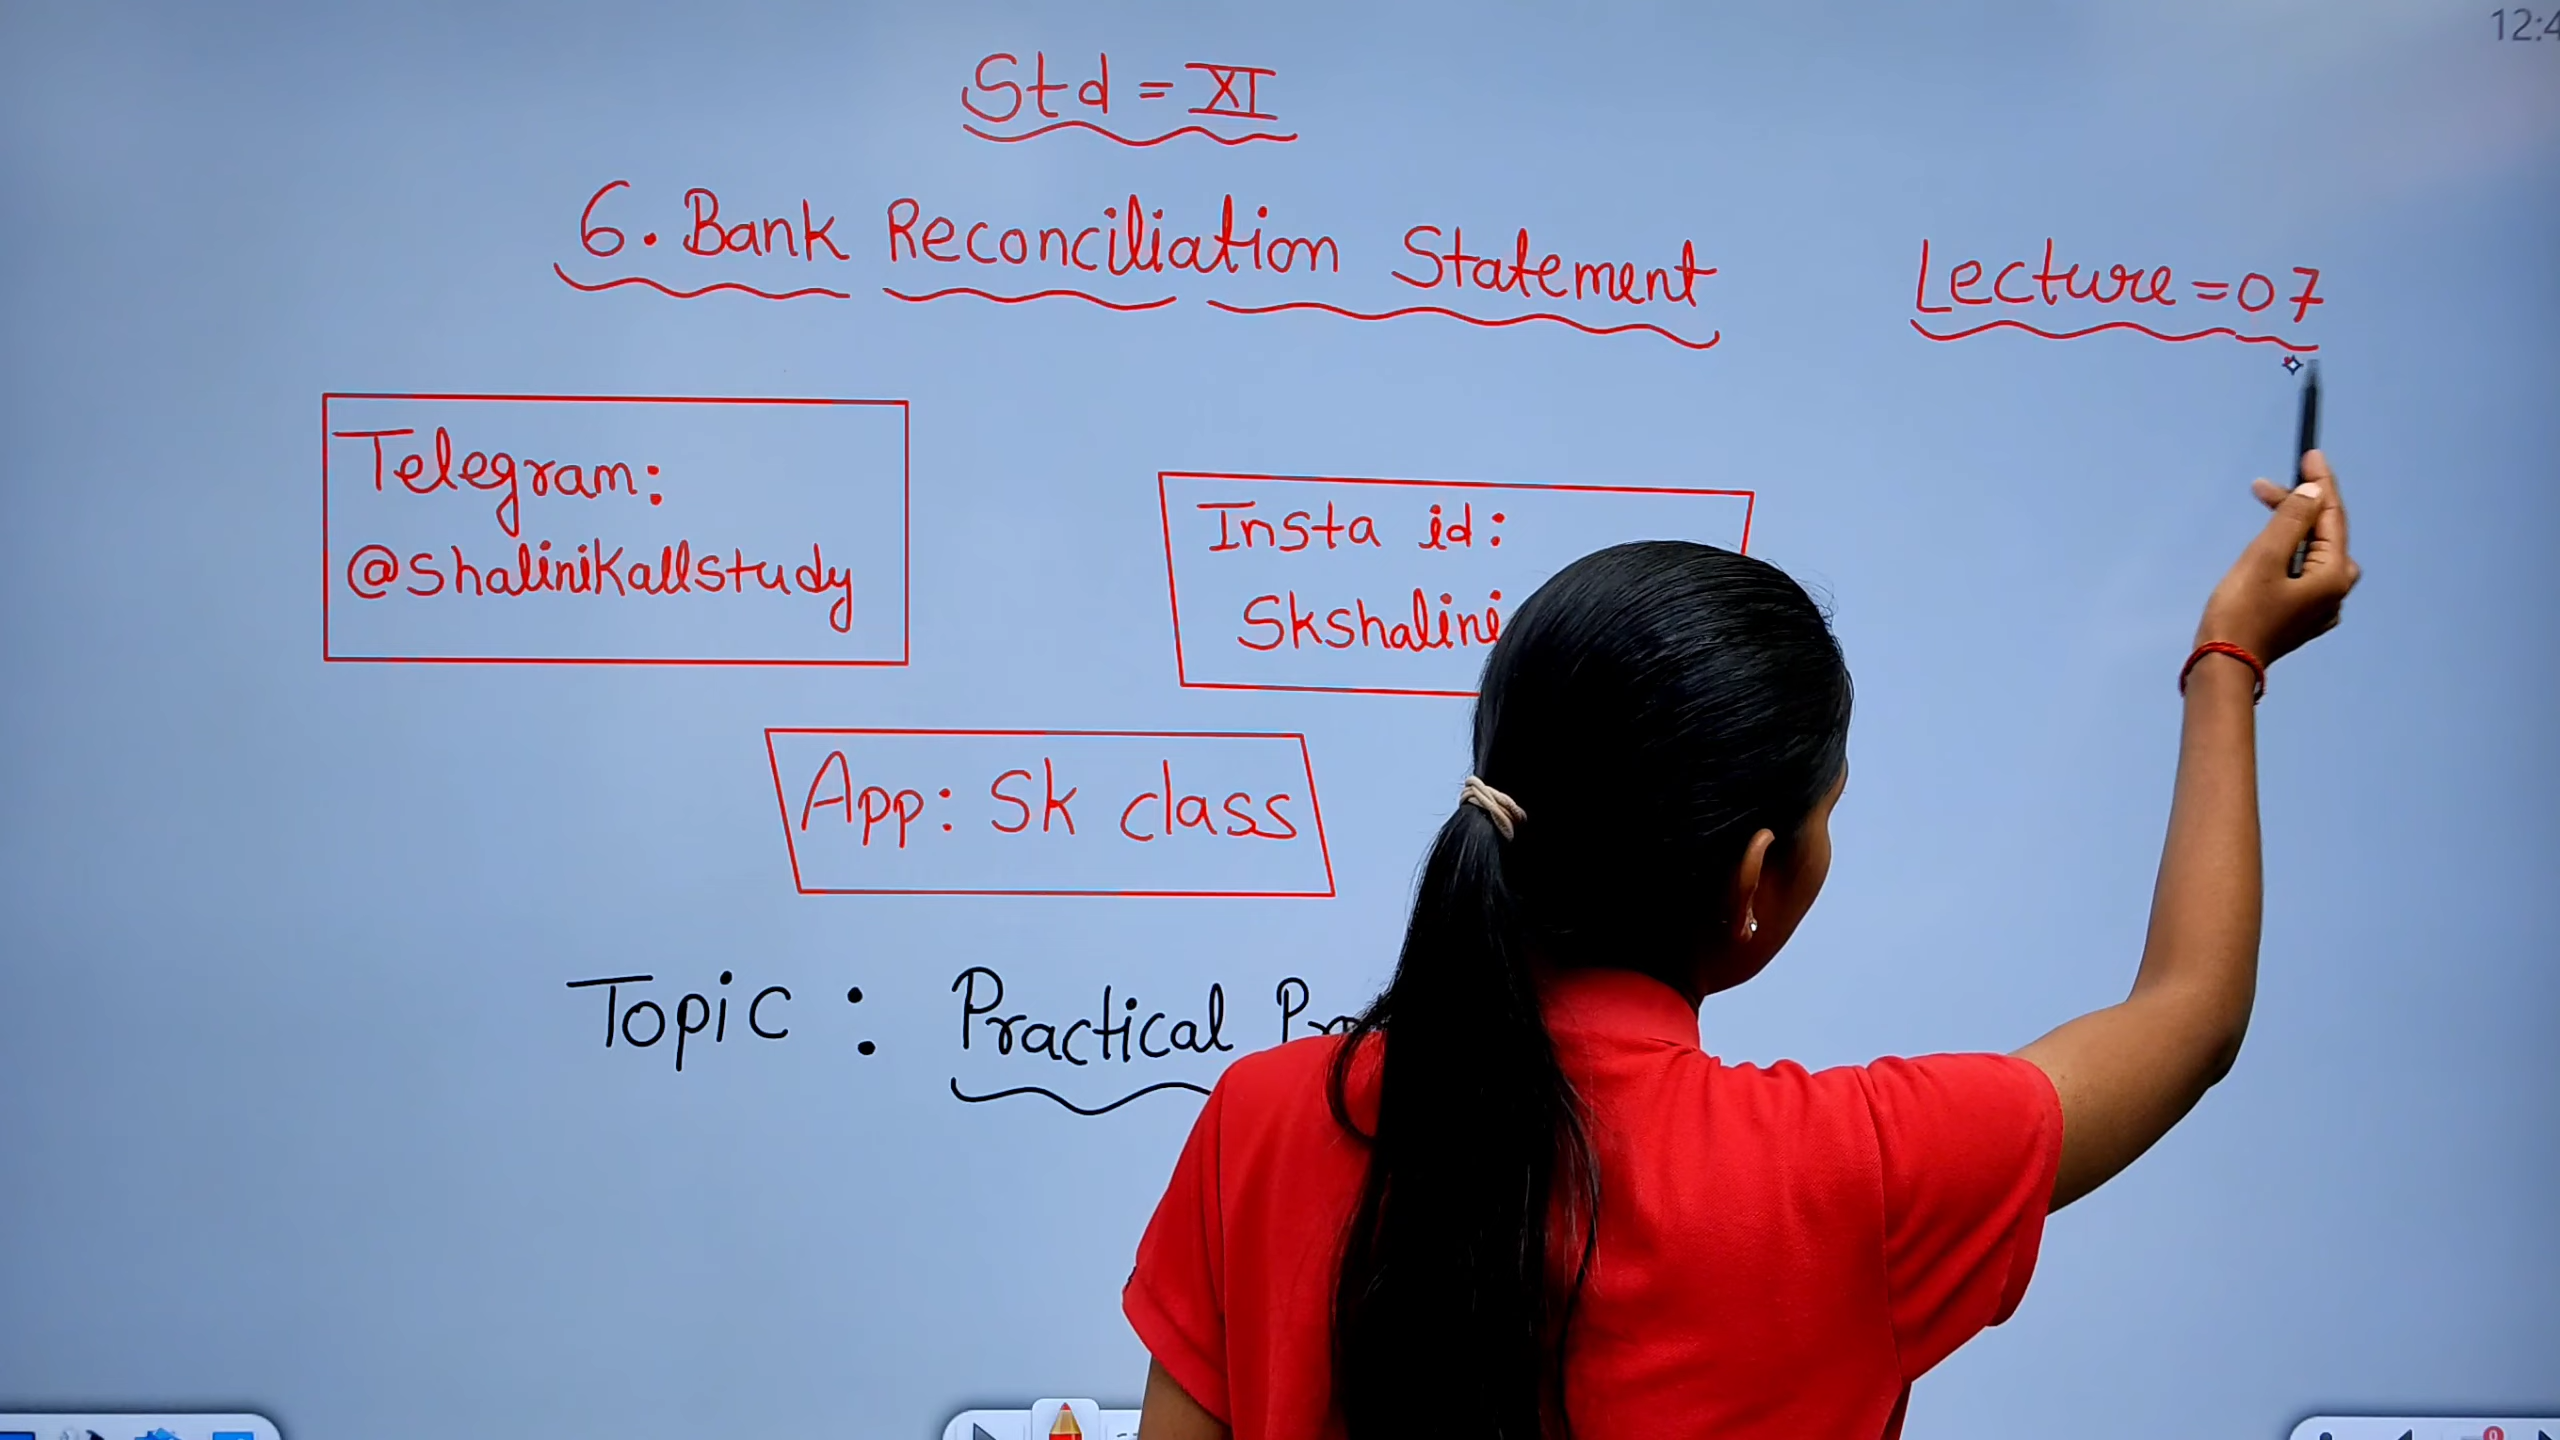 12:4
Std = XI
6. Bank Reconciliation Statement
Lecture = 07
Telegram:
@shalinikallstudy
Insta id:
Skshalini
App: Sk class
Topic : Practical